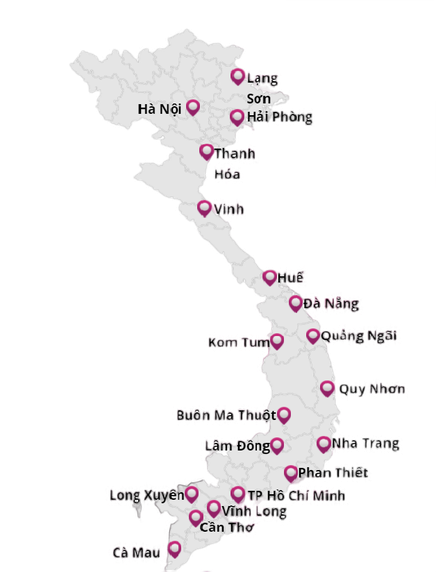 Lạng
Sơn
Hà Nội
Hải Phòng
Thanh
Hóa
Vinh
Huế
Đà Nẵng
Quảng Ngãi
Kom Tum
Quy Nhơn
Buôn Ma Thuột
Lâm Đồng
Nha Trang
Phan Thiết
Long Xuyên
TP Hồ Chí Minh
Vĩnh Long
Cần Thơ
Cà Mau